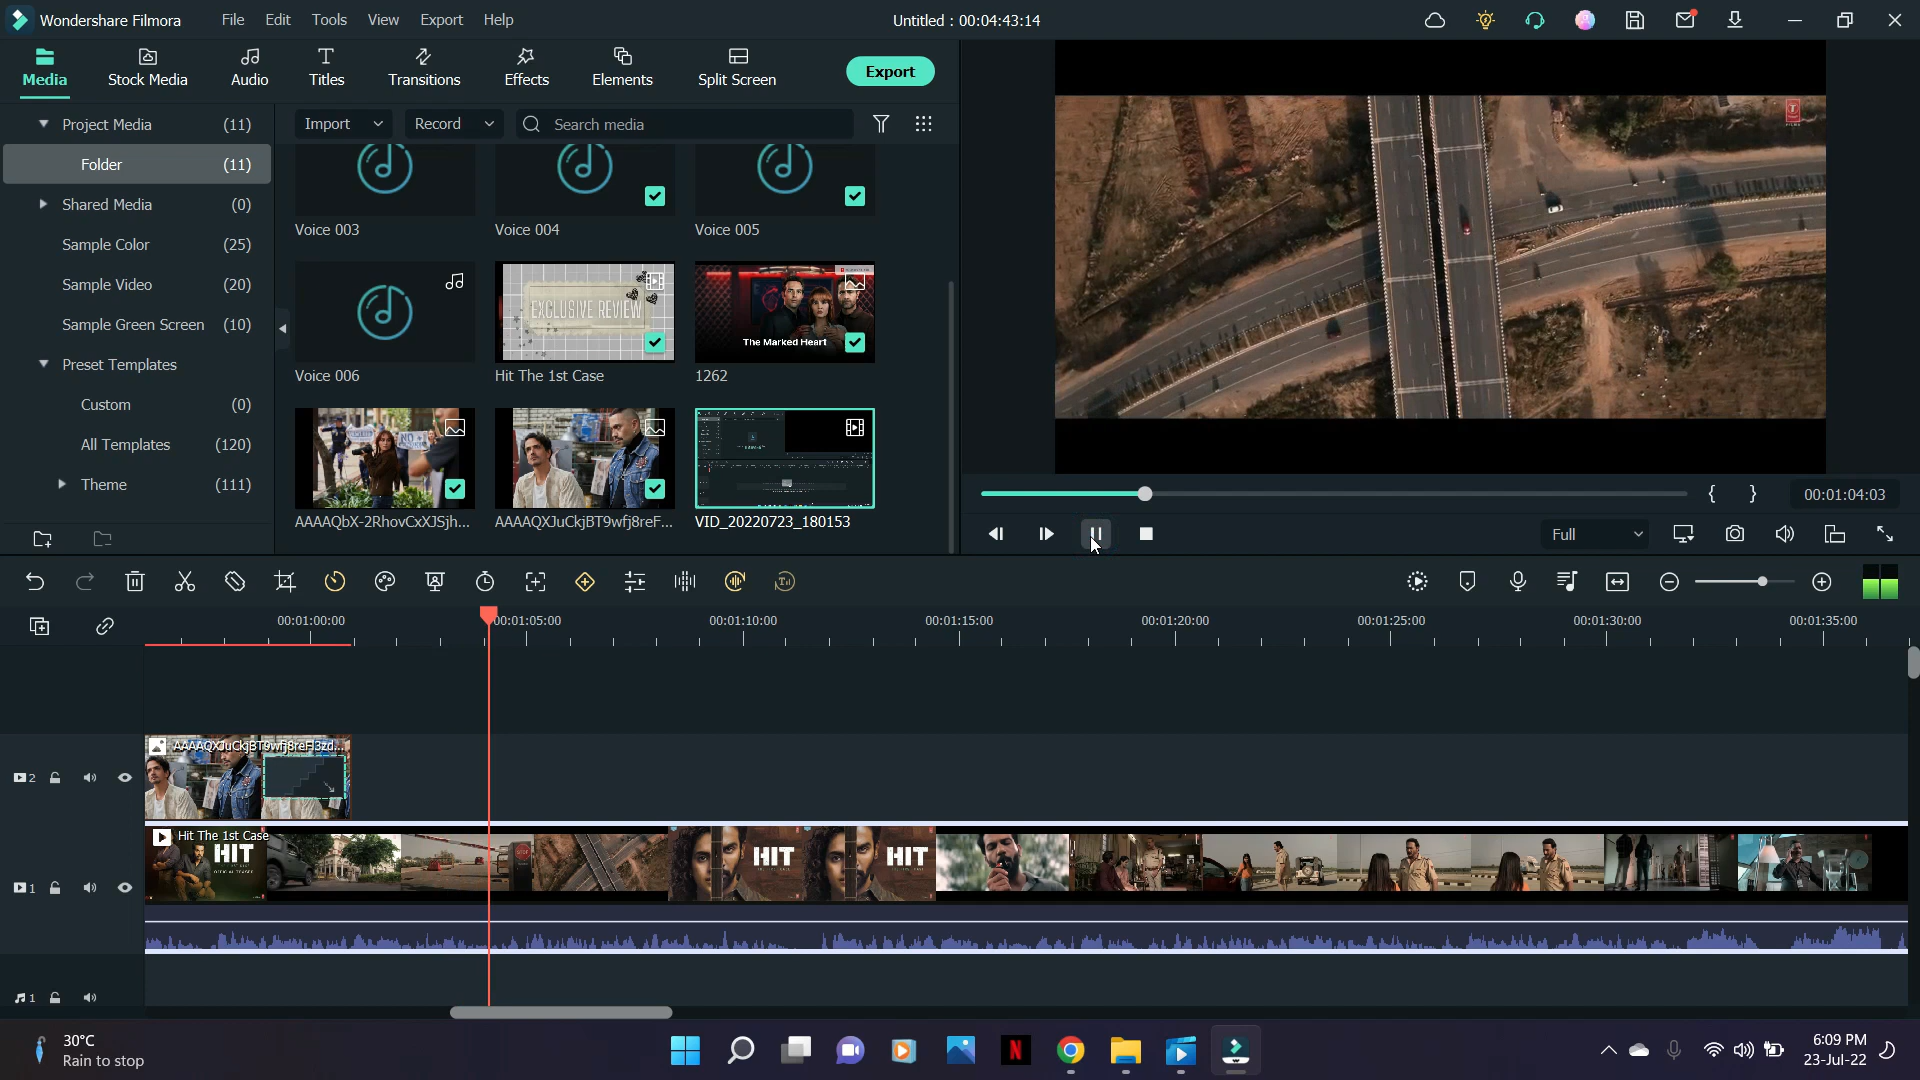 Wondershare Filmora File Edit Tools View Export Help Untitled : 00:04:43:14
Media Stock Media Audio Titles Transitions Effects Elements Split Screen Export
Project Media (11)
Folder (11)
Shared Media (0)
Sample Color (25)
Sample Video (20)
Sample Green Screen (10)
Preset Templates
Custom (0)
All Templates (120)
Theme (111)
Import Record Search media
Voice 003 Voice 004 Voice 005
EXCLUSIVE REVIEW
The Marked Heart
Voice 006 Hit The 1st Case 1262
AAAAQbX-2RhovCxXJSjh... AAAAQXJuCkjBT9wfj8reF... VID_20220723_180153
{ } 00:01:04:03
Full
00:01:00:00 00:01:05:00 00:01:10:00 00:01:15:00 00:01:20:00 00:01:25:00 00:01:30:00 00:01:35:00
AAAAQXJuCkjBT9wfj8reFl3zd...
2
Hit The 1st Case
HIT HIT HIT
1
1
30°C
Rain to stop
N
6:09 PM
23-Jul-22